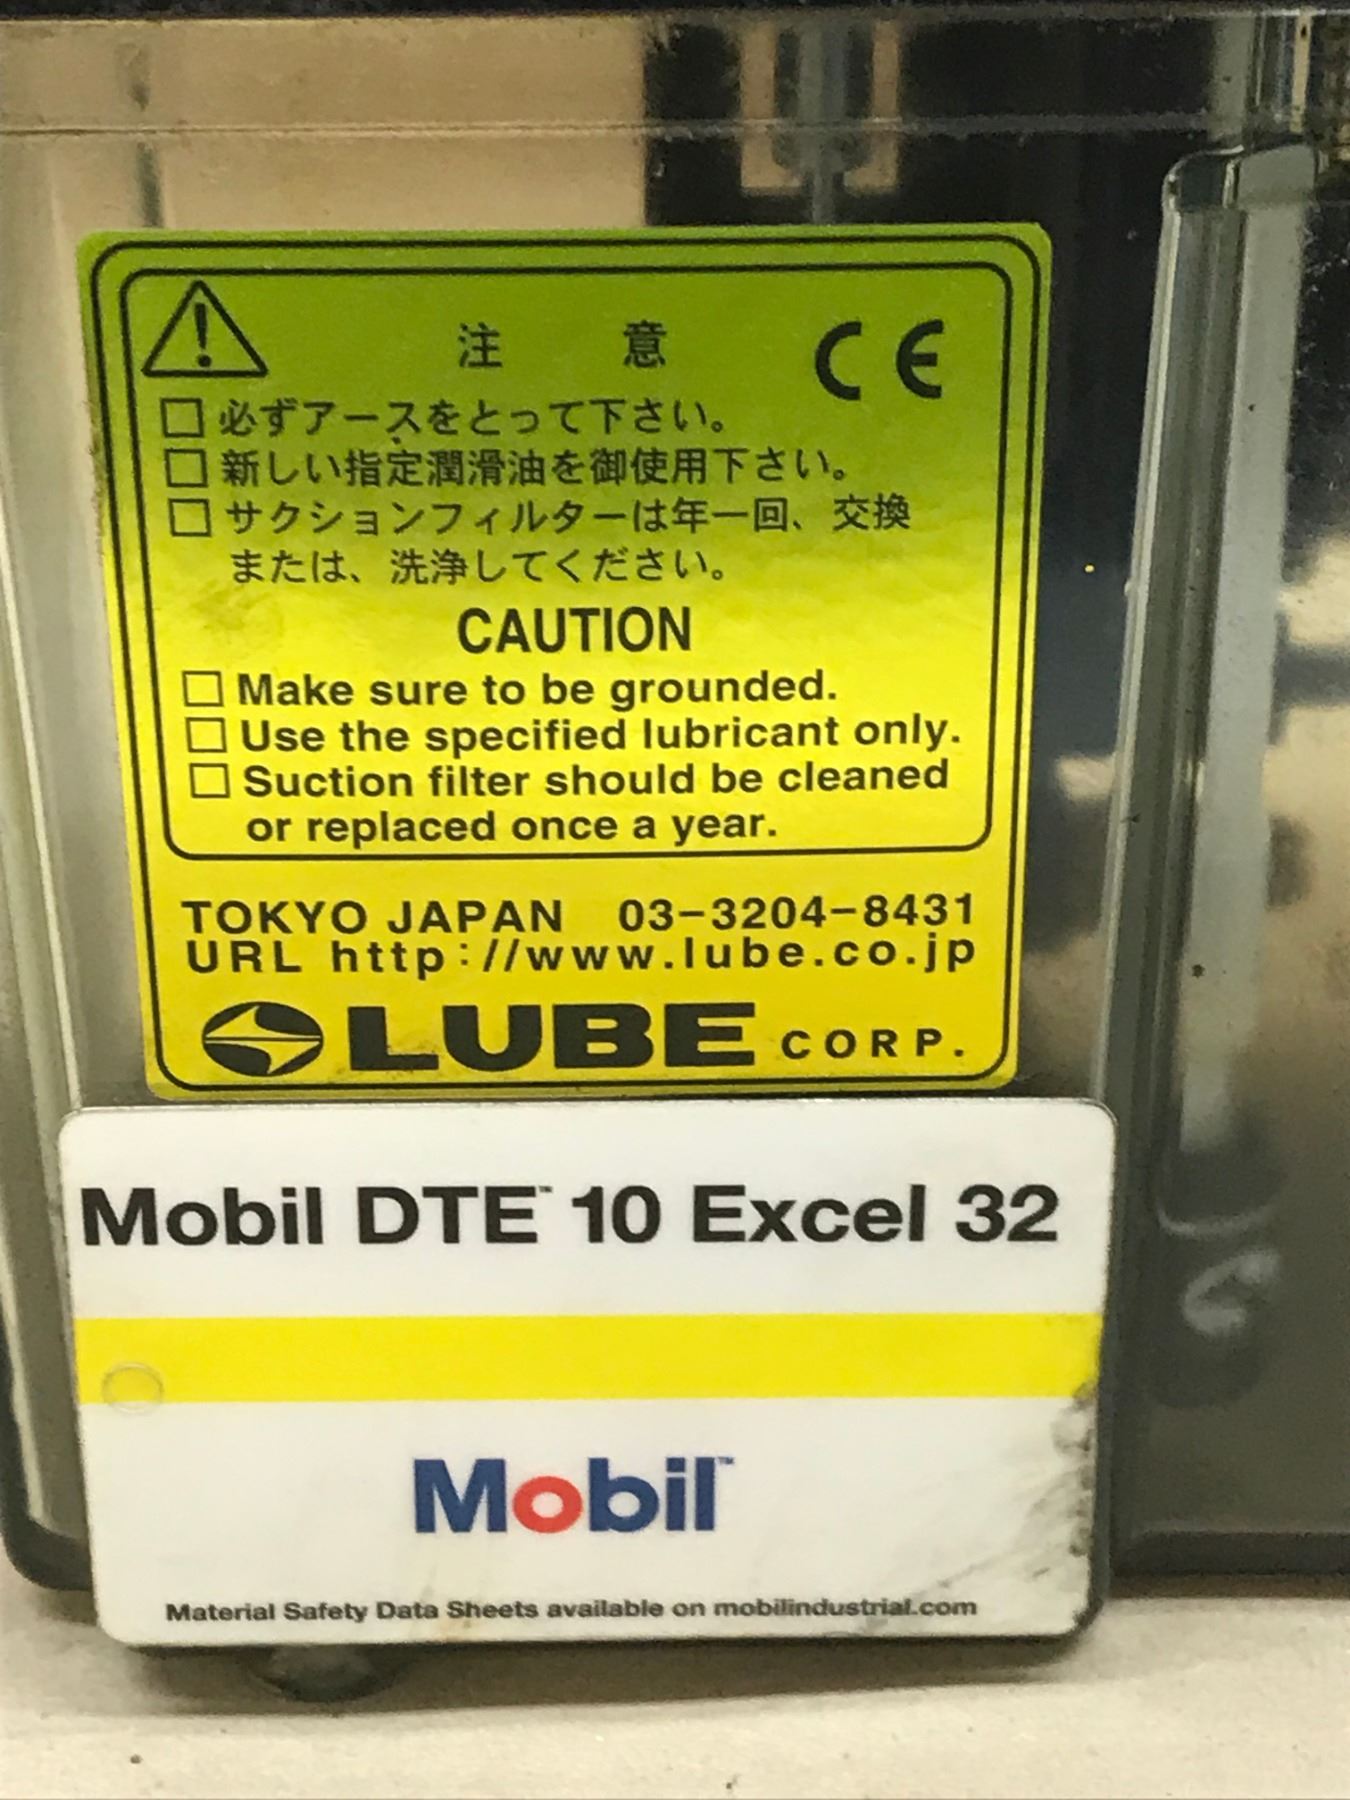 注 意 CE
□ 必ずアースをとって下さい。
□ 新しい指定潤滑油を御使用下さい。
□ サクションフィルターは年一回、交換
または、洗浄してください。
CAUTION
□ Make sure to be grounded.
□ Use the specified lubricant only.
□ Suction filter should be cleaned
or replaced once a year.
TOKYO JAPAN 03-3204-8431
URL http://www.lube.co.jp
LUBE CORP.
Mobil DTE™ 10 Excel 32
Mobil™
Material Safety Data Sheets available on mobilindustrial.com